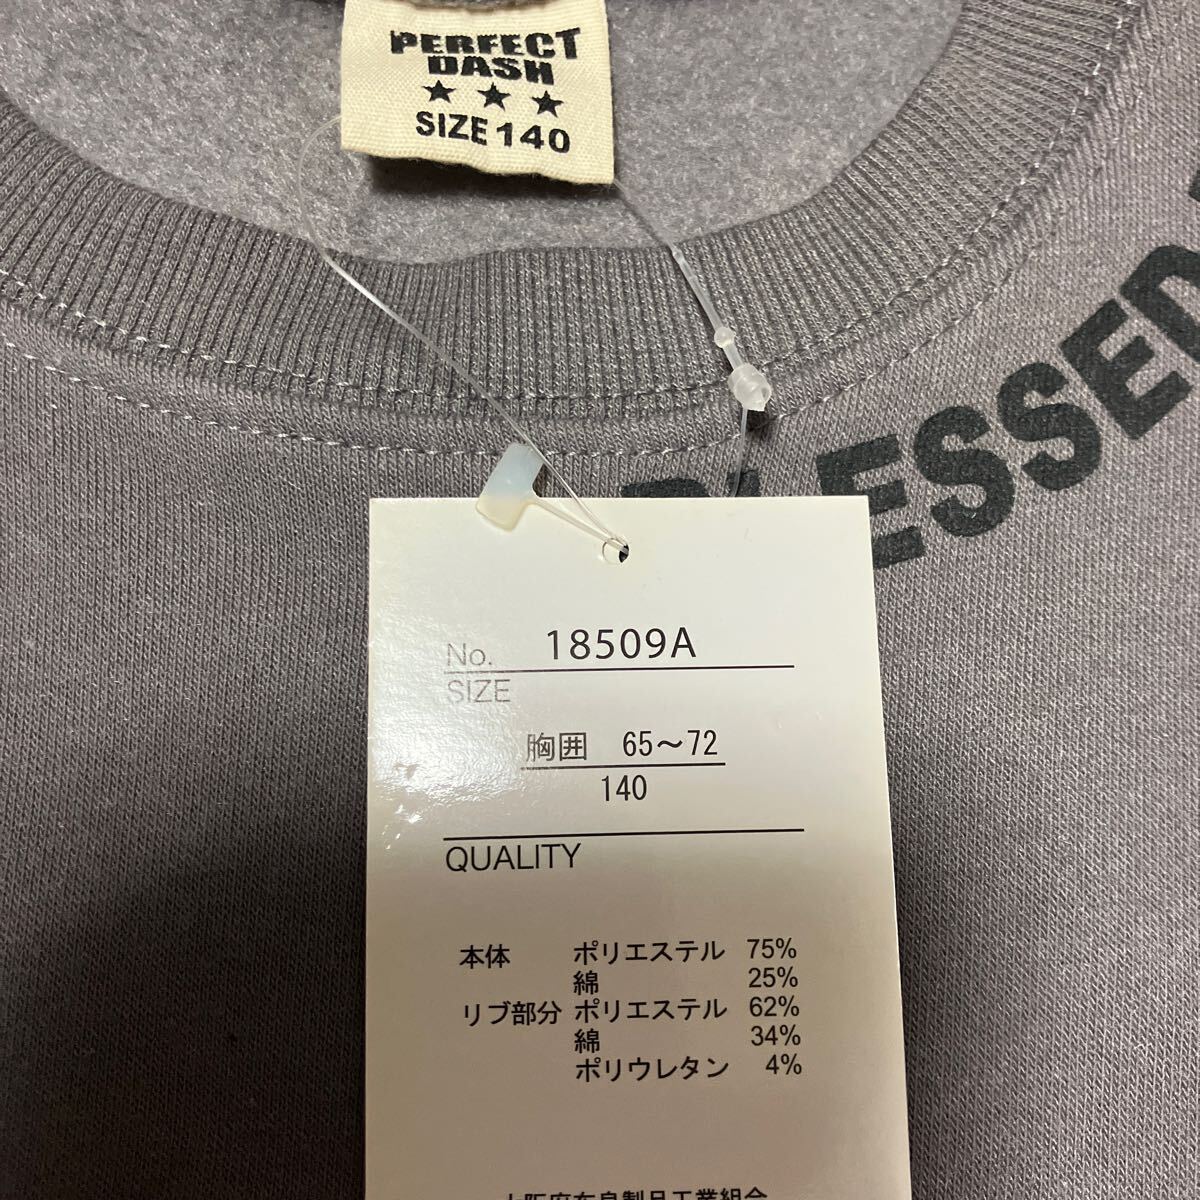 PERFECT
DASH
SIZE 140
BLESSED
No. 18509A
SIZE
胸囲 65～72
140
QUALITY
本体 ポリエステル 75%
綿 25%
リブ部分 ポリエステル 62%
綿 34%
ポリウレタン 4%